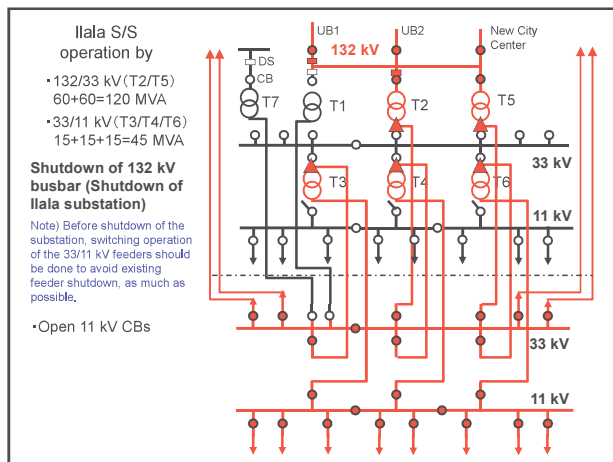 Ilala S/S
operation by
・132/33 kV(T2/T5)
60+60=120 MVA
・33/11 kV(T3/T4/T6)
15+15+15=45 MVA
Shutdown of 132 kV
busbar (Shutdown of
Ilala substation)
Note) Before shutdown of the
substation, switching operation
of the 33/11 kV feeders should
be done to avoid existing
feeder shutdown, as much as
possible.
・Open 11 kV CBs
UB1
UB2
New City
Center
132 kV
DS
CB
T7
T1
T2
T5
33 kV
T3
T4
T6
11 kV
33 kV
11 kV